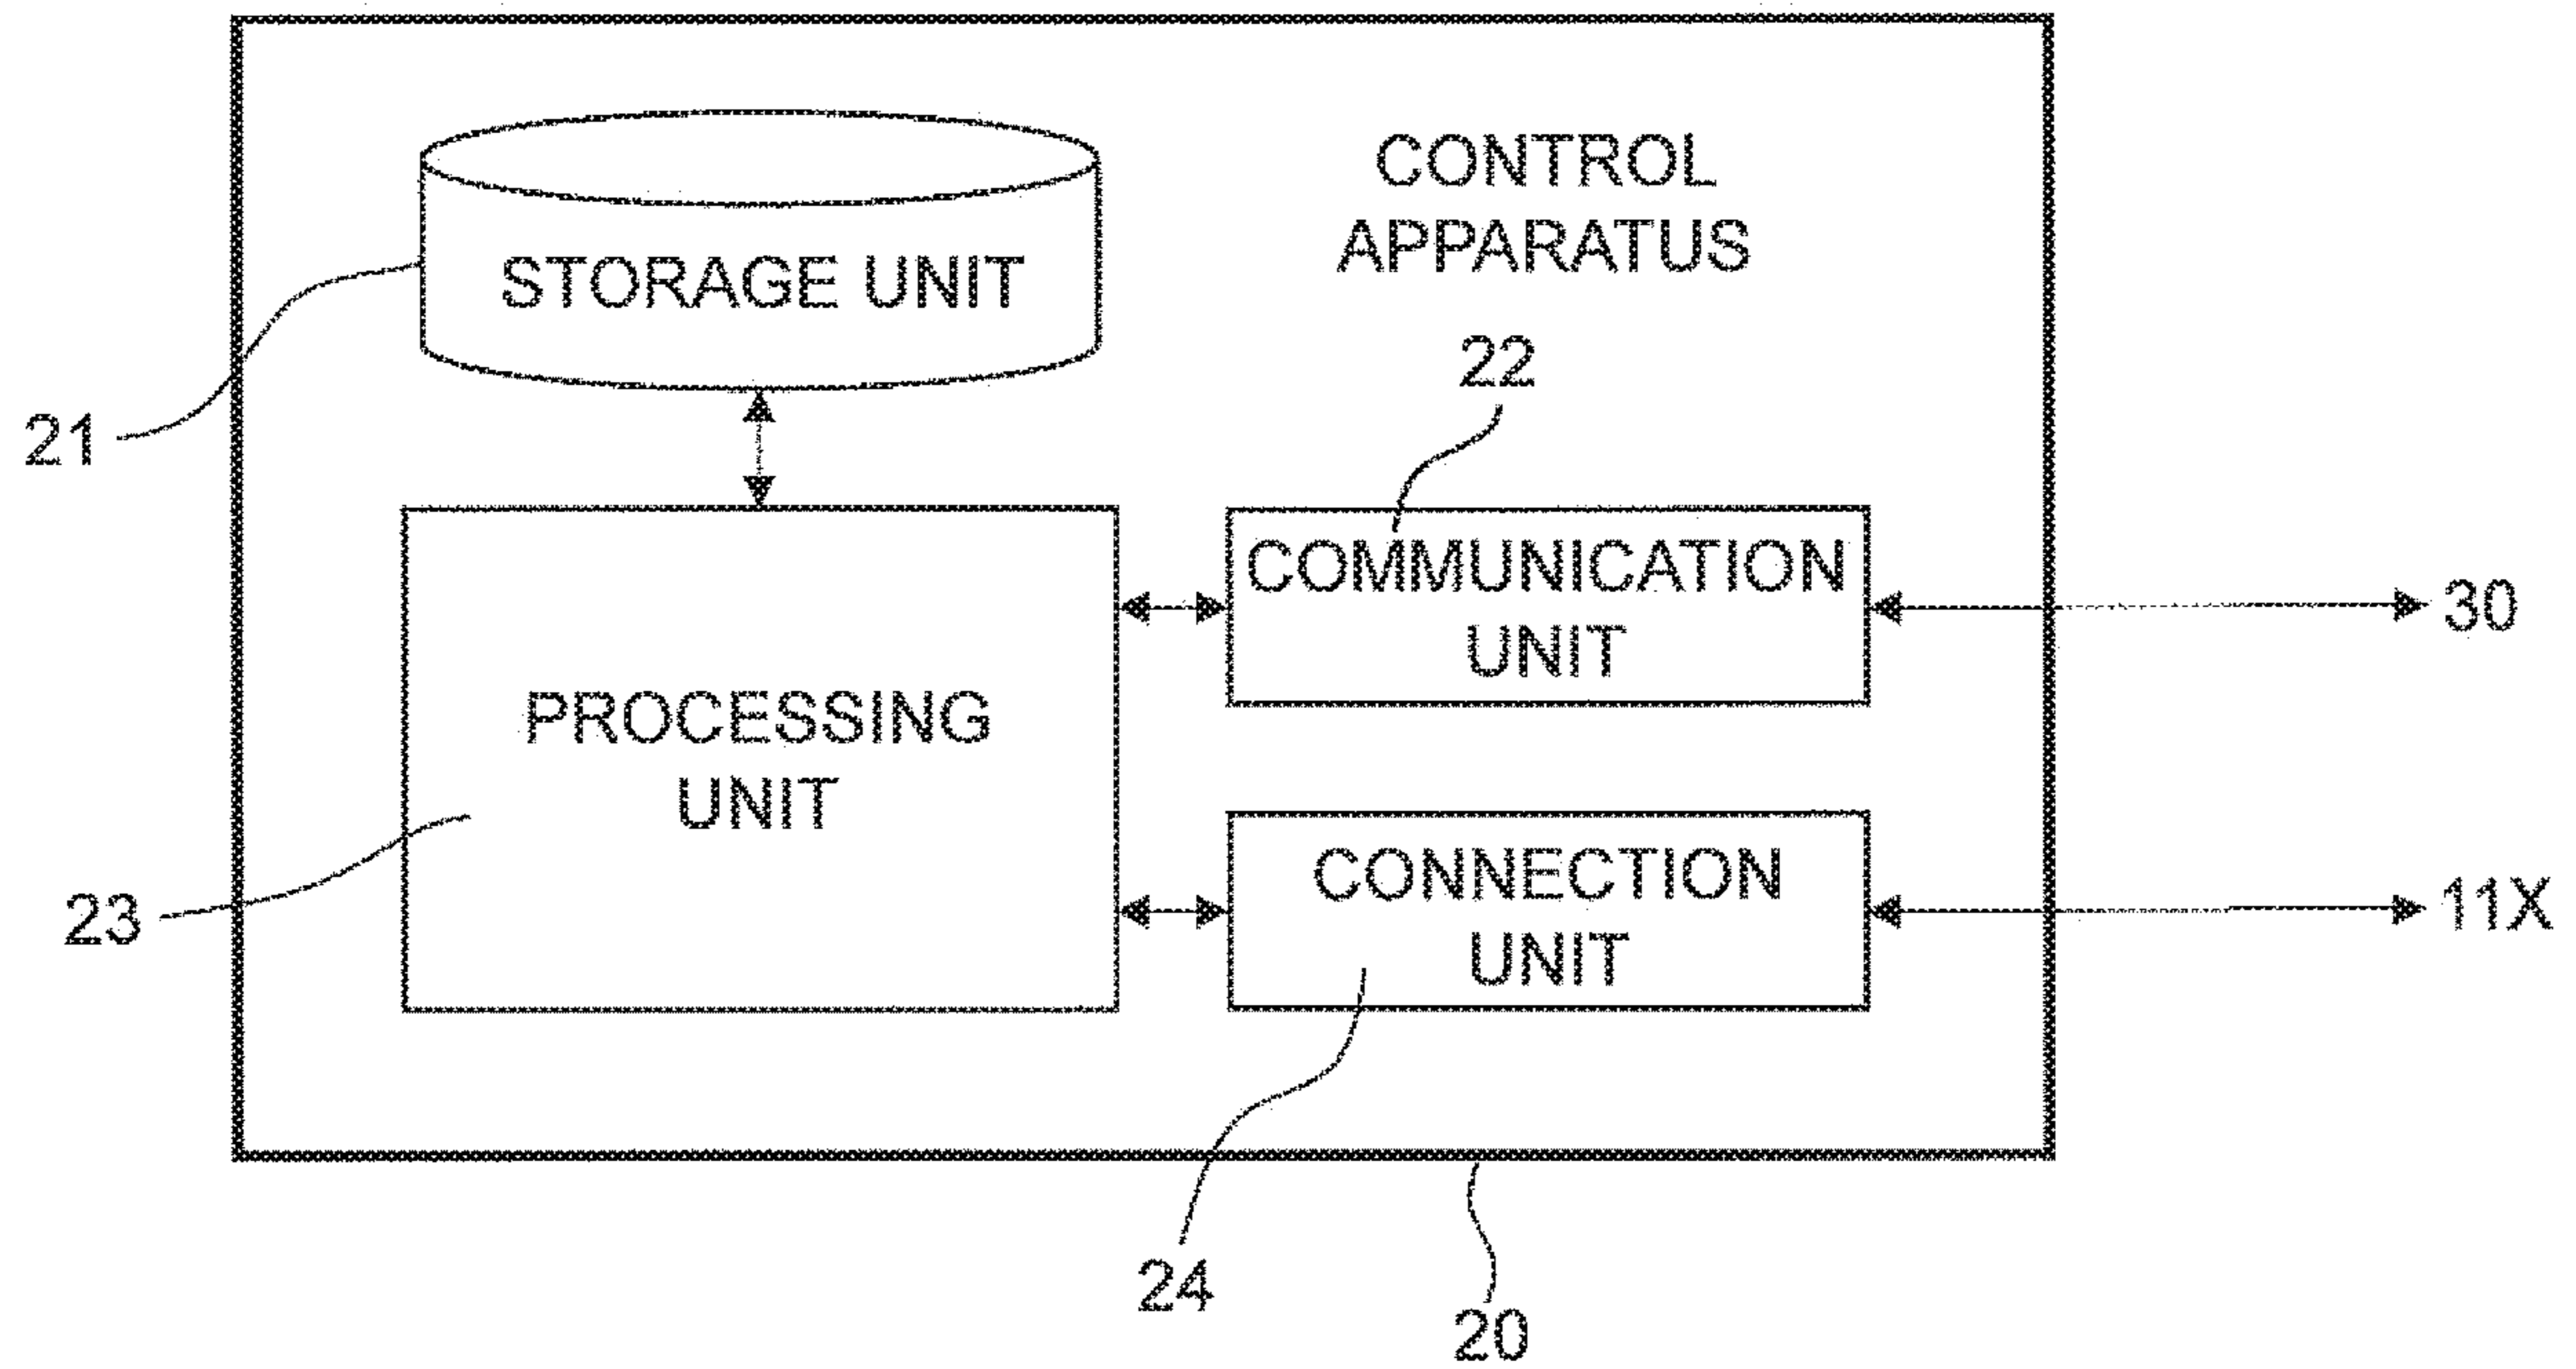 CONTROL
APPARATUS
STORAGE UNIT
22
21
COMMUNICATION
UNIT
30
PROCESSING
UNIT
CONNECTION
UNIT
23
11X
24
20